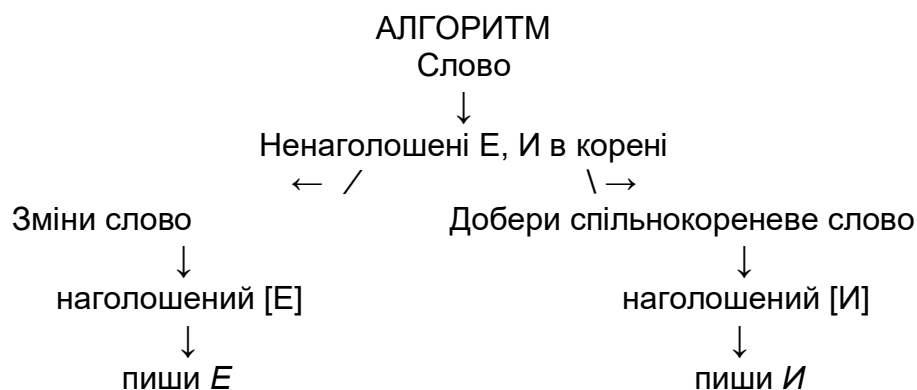 АЛГОРИТМ
Слово
↓
Ненаголошені Е, И в корені
← / \ →
Зміни слово Добери спільнокореневе слово
↓ ↓
наголошений [Е] наголошений [И]
↓ ↓
пиши Е пиши И